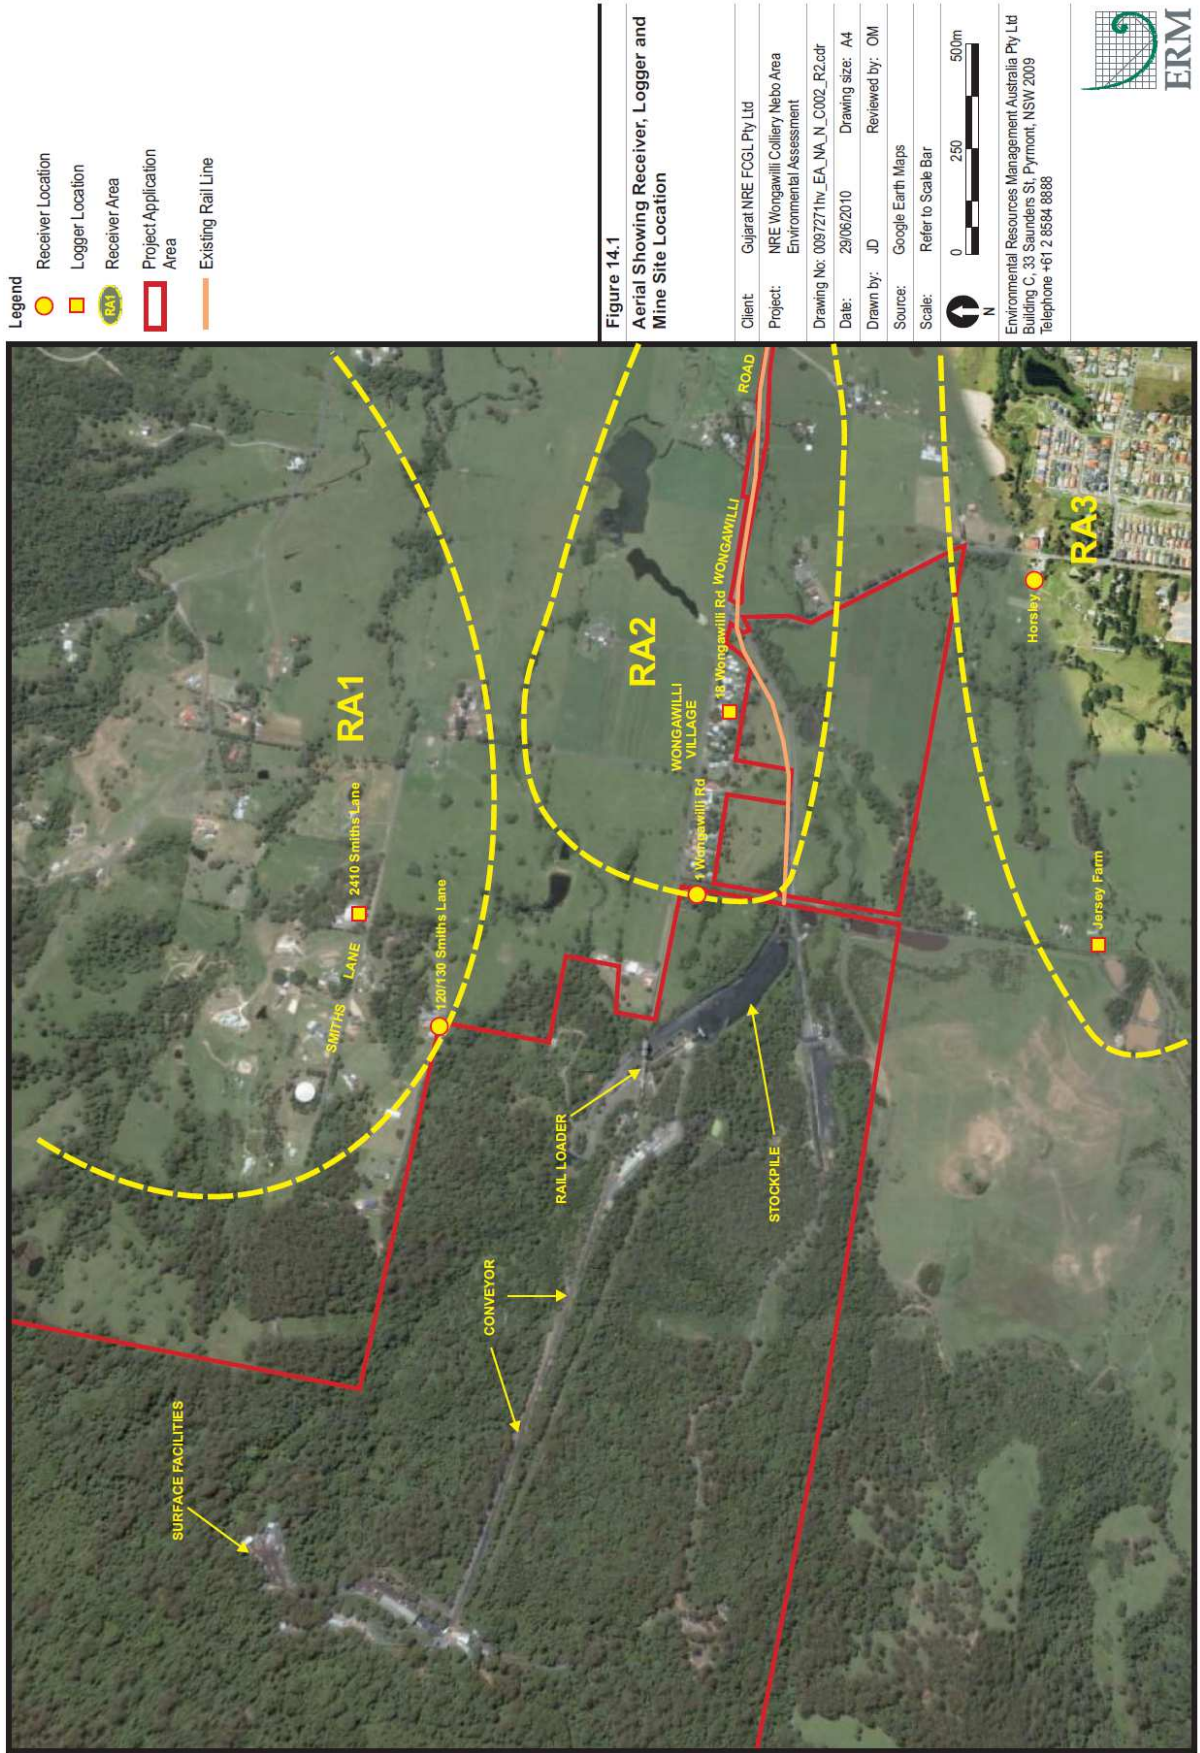 Legend
Receiver Location
Logger Location
RA1
Receiver Area
Project Application
Area
Existing Rail Line
Figure 14.1
Aerial Showing Receiver, Logger and
Mine Site Location
Client: Gujarat NRE FCGL Pty Ltd
Project: NRE Wongawilli Colliery Nebo Area
Environmental Assessment
Drawing No: 0097271hv_EA_NA_N_C002_R2.cdr
Date: 29/06/2010 Drawing size: A4
Drawn by: JD Reviewed by: OM
Source: Google Earth Maps
Scale: Refer to Scale Bar
0 250 500m
N
Environmental Resources Management Australia Pty Ltd
Building C, 33 Saunders St, Pyrmont, NSW 2009
Telephone +61 2 8584 8888
ERM
SURFACE FACILITIES
CONVEYOR
RAIL LOADER
STOCKPILE
SMITHS LANE
2410 Smiths Lane
120/130 Smiths Lane
RA1
RA2
WONGAWILLI
VILLAGE
1 Wongawilli Rd
18 Wongawilli Rd
WONGAWILLI ROAD
RA3
Horsley
Jersey Farm